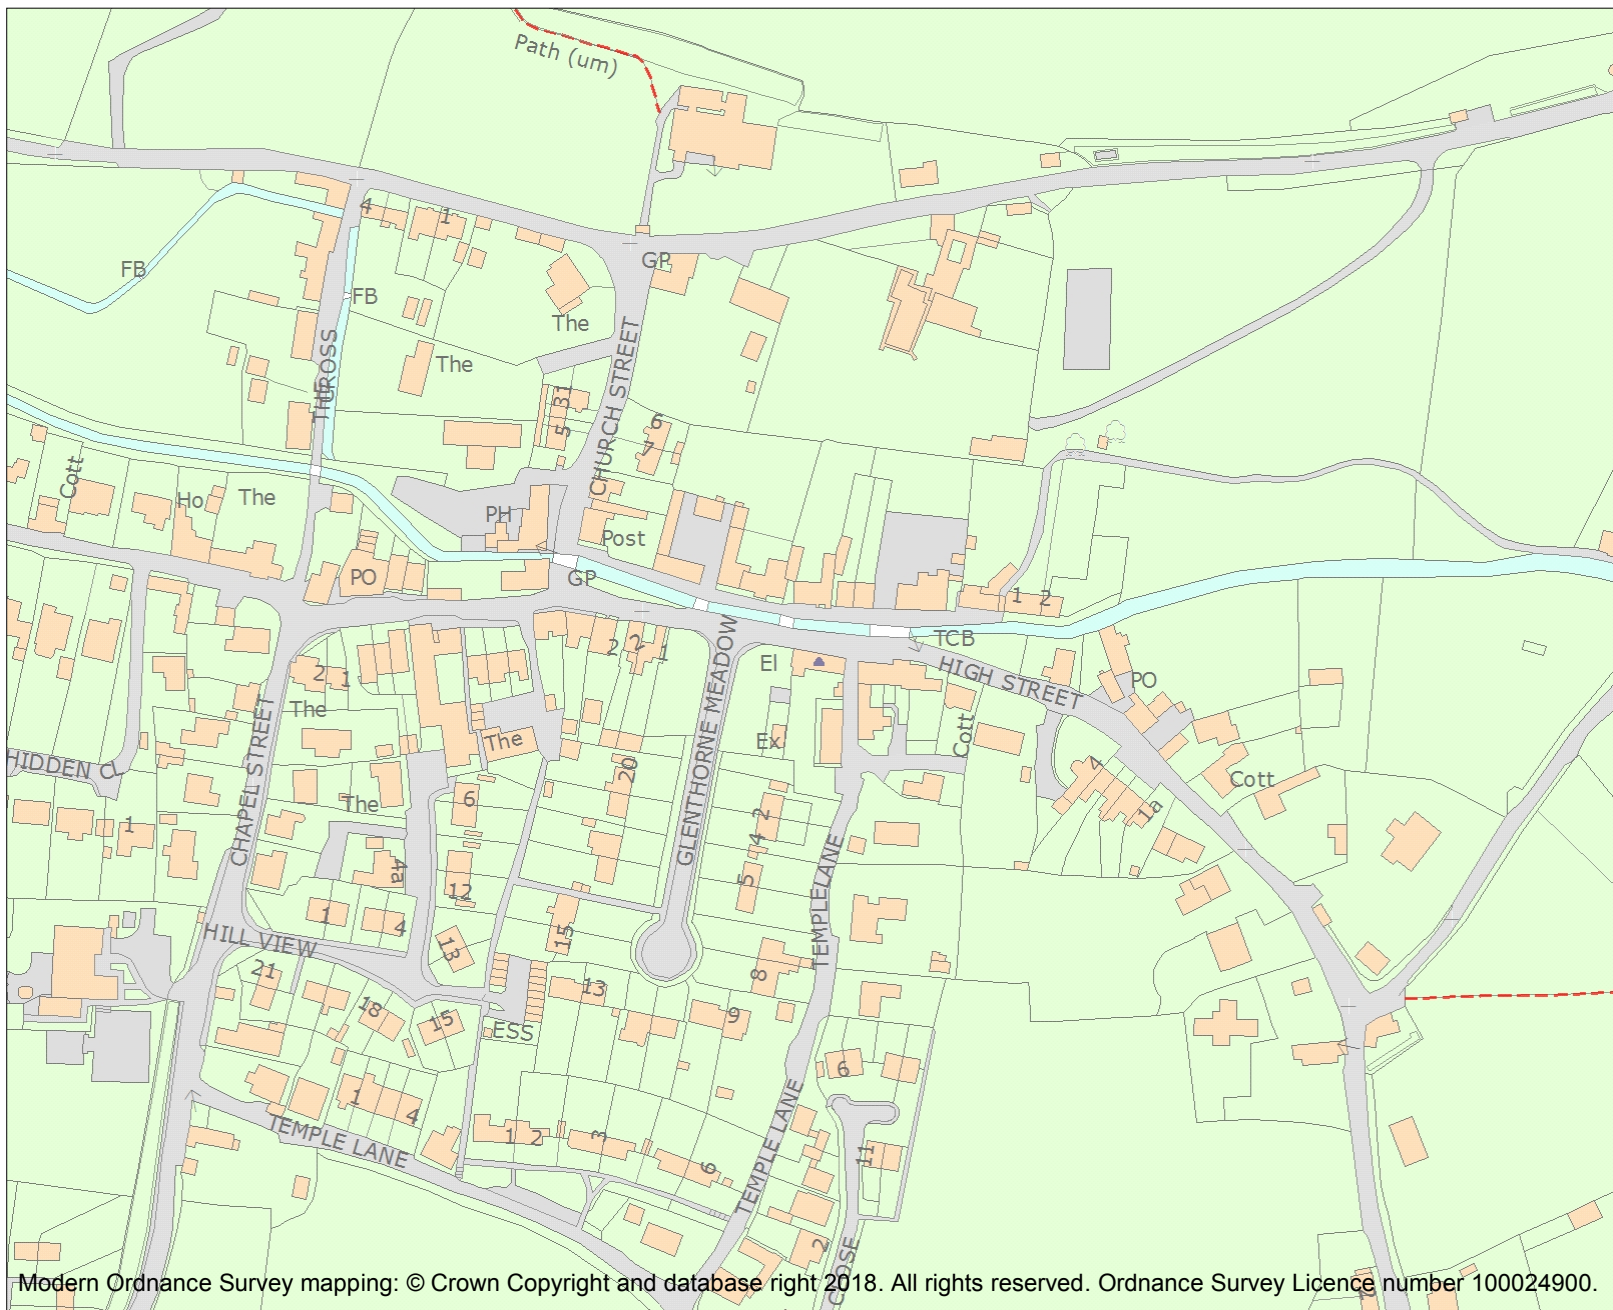 Path (um)
4
1
GP
FB
FB
The
The
THUROSS
THE
CHURCH STREET
31
5
6
7
Cott
Ho
The
PH
Post
PO
GP
1
2
TCB
HIGH STREET
PO
2
2
1
El
Ex
Cott
GLENTHORNE MEADOW
2
1
The
The
CHAPEL STREET
HIDDEN CL
1
The
20
6
4
1a
Cott
2
4
5
TEMPLELANE
4a
12
1
4
HILL VIEW
13
15
8
21
18
15
13
9
ESS
6
1
4
TEMPLE LANE
1
2
3
6
TEMPLE LANE
11
2
CLOSE
Modern Ordnance Survey mapping: © Crown Copyright and database right 2018. All rights reserved. Ordnance Survey Licence number 100024900.